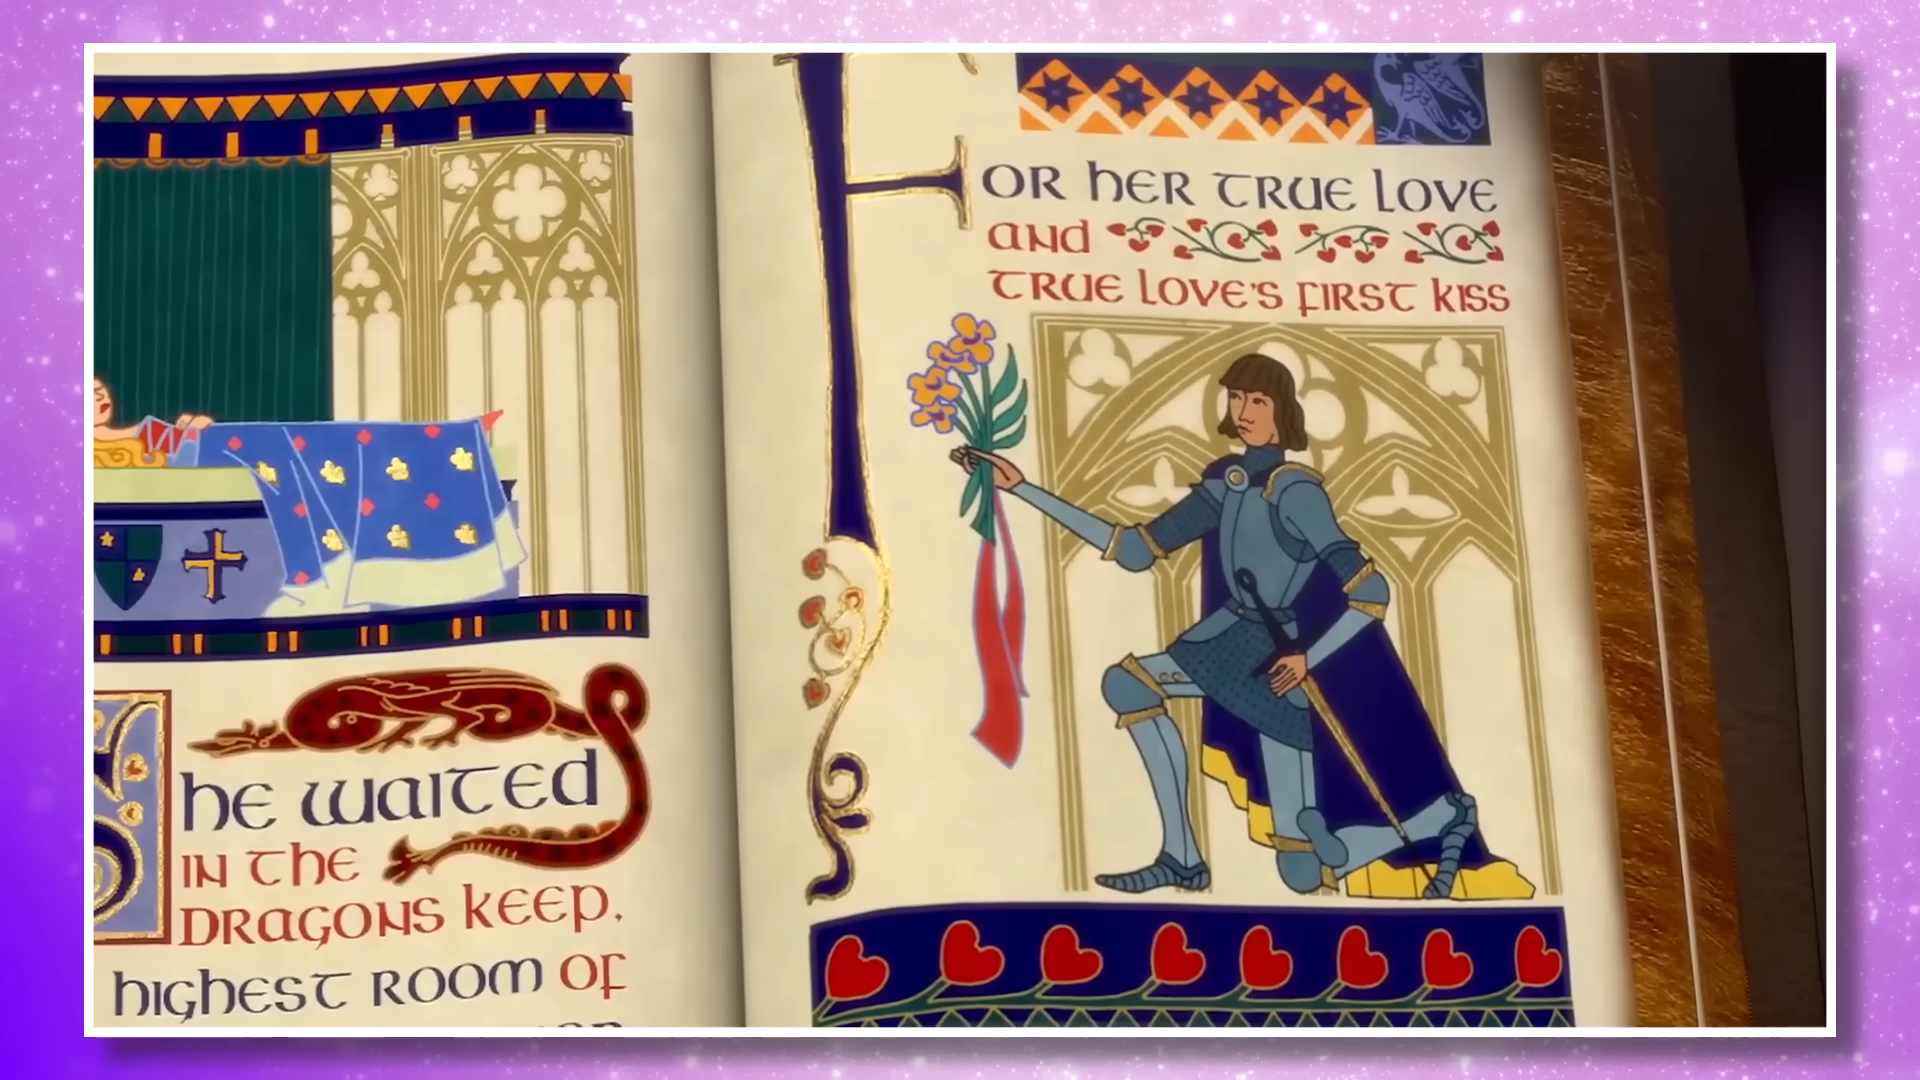 She waited
in the
dragons keep,
highest room of
For her true love
and
true love's first kiss